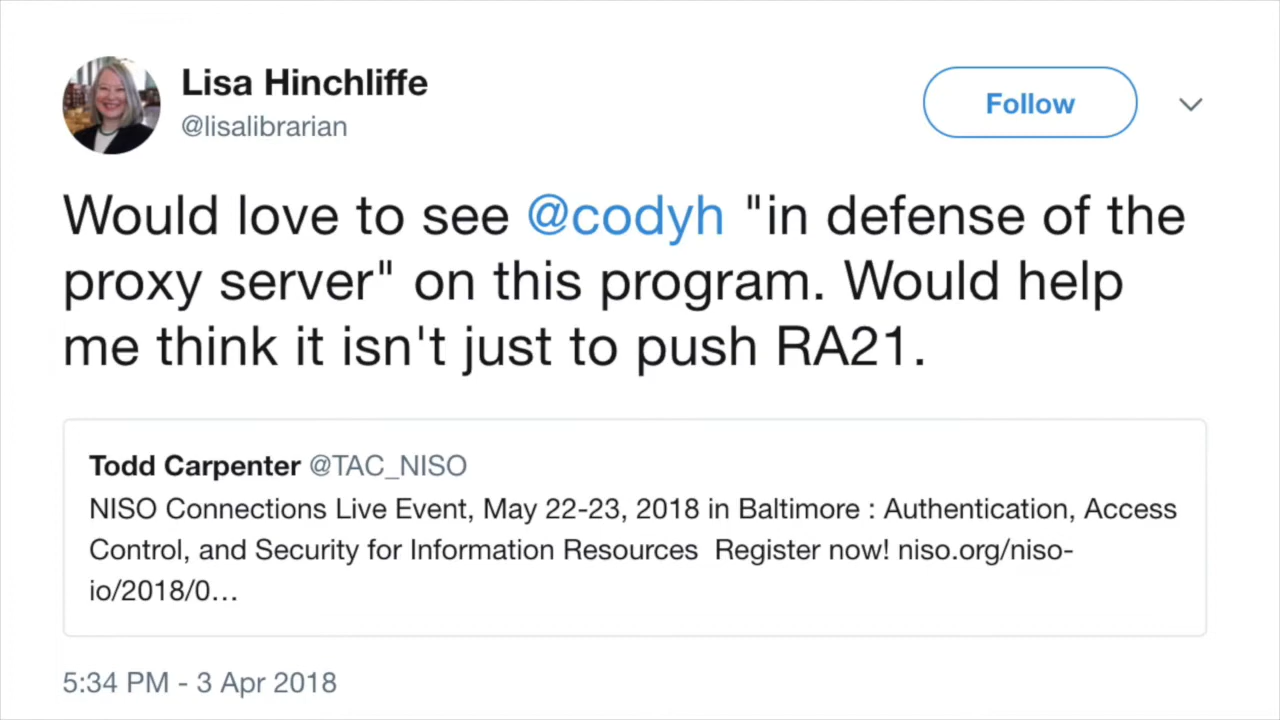 Lisa Hinchliffe
@lisalibrarian
Follow
Would love to see @codyh "in defense of the
proxy server" on this program. Would help
me think it isn't just to push RA21.
Todd Carpenter @TAC_NISO
NISO Connections Live Event, May 22-23, 2018 in Baltimore : Authentication, Access
Control, and Security for Information Resources  Register now! niso.org/niso-
io/2018/0…
5:34 PM - 3 Apr 2018